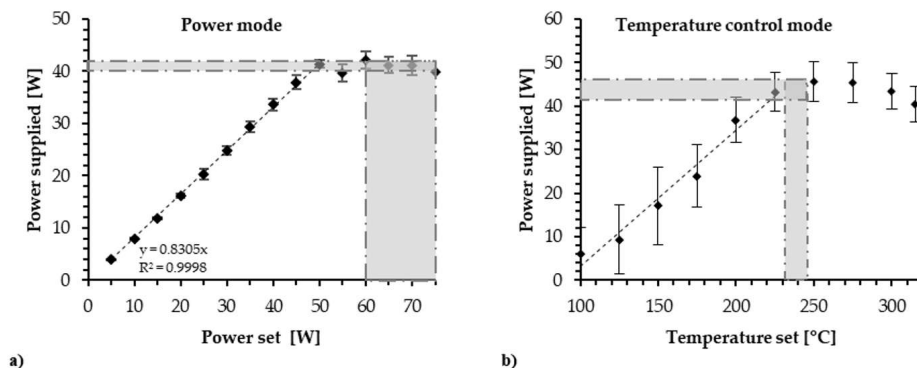 Power mode
Power supplied [W]
60
50
40
30
20
10
0
y = 0.8305x
R² = 0.9998
0 10 20 30 40 50 60 70
Power set [W]
a)
Temperature control mode
Power supplied [W]
60
50
40
30
20
10
0
100 150 200 250 300
Temperature set [°C]
b)